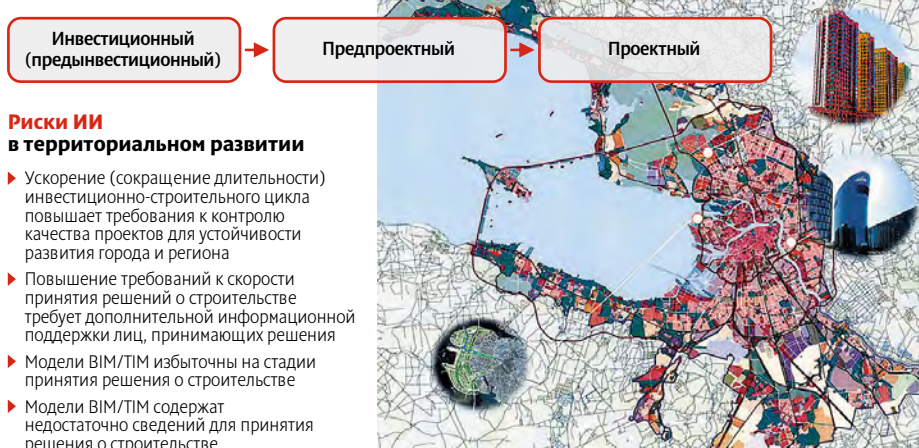 Инвестиционный
(предынвестиционный)
Предпроектный
Проектный
Риски ИИ
в территориальном развитии
Ускорение (сокращение длительности)
инвестиционно-строительного цикла
повышает требования к контролю
качества проектов для устойчивости
развития города и региона
Повышение требований к скорости
принятия решений о строительстве
требует дополнительной информационной
поддержки лиц, принимающих решения
Модели BIM/TIM избыточны на стадии
принятия решения о строительстве
Модели BIM/TIM содержат
недостаточно сведений для принятия
решения о строительстве